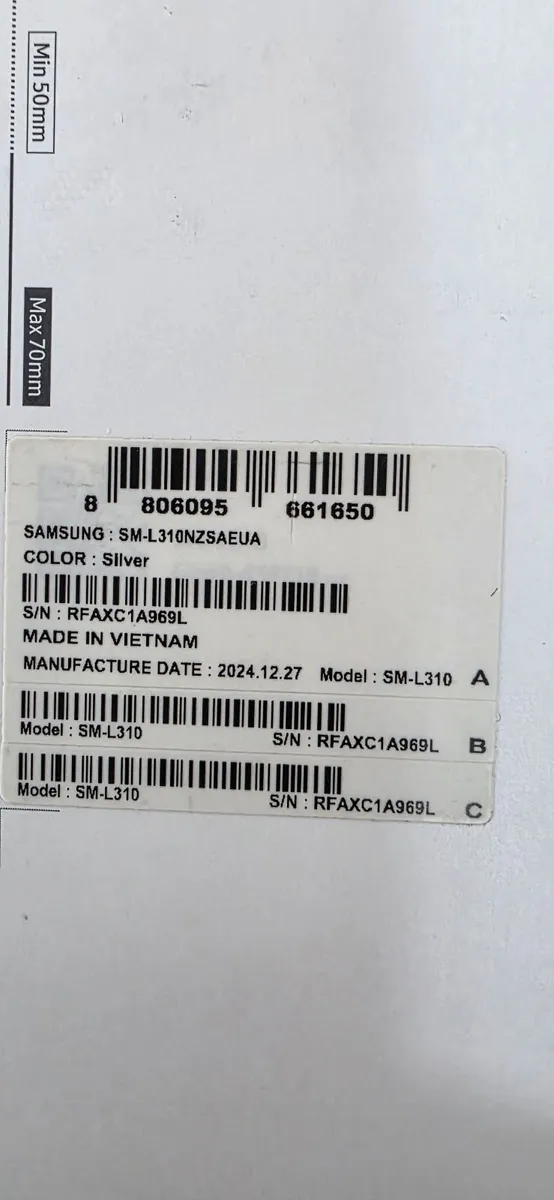 Min 50mm
Max 70mm
8 806095 661650
SAMSUNG : SM-L310NZSAEUA
COLOR : Silver
S/N : RFAXC1A969L
MADE IN VIETNAM
MANUFACTURE DATE : 2024.12.27 Model : SM-L310 A
Model : SM-L310 S/N : RFAXC1A969L B
Model : SM-L310 S/N : RFAXC1A969L C